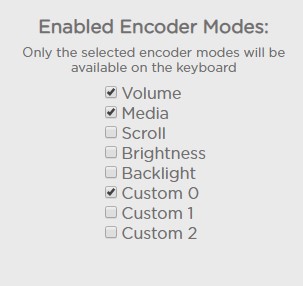 Enabled Encoder Modes:
Only the selected encoder modes will be
available on the keyboard
Volume
Media
Scroll
Brightness
Backlight
Custom 0
Custom 1
Custom 2